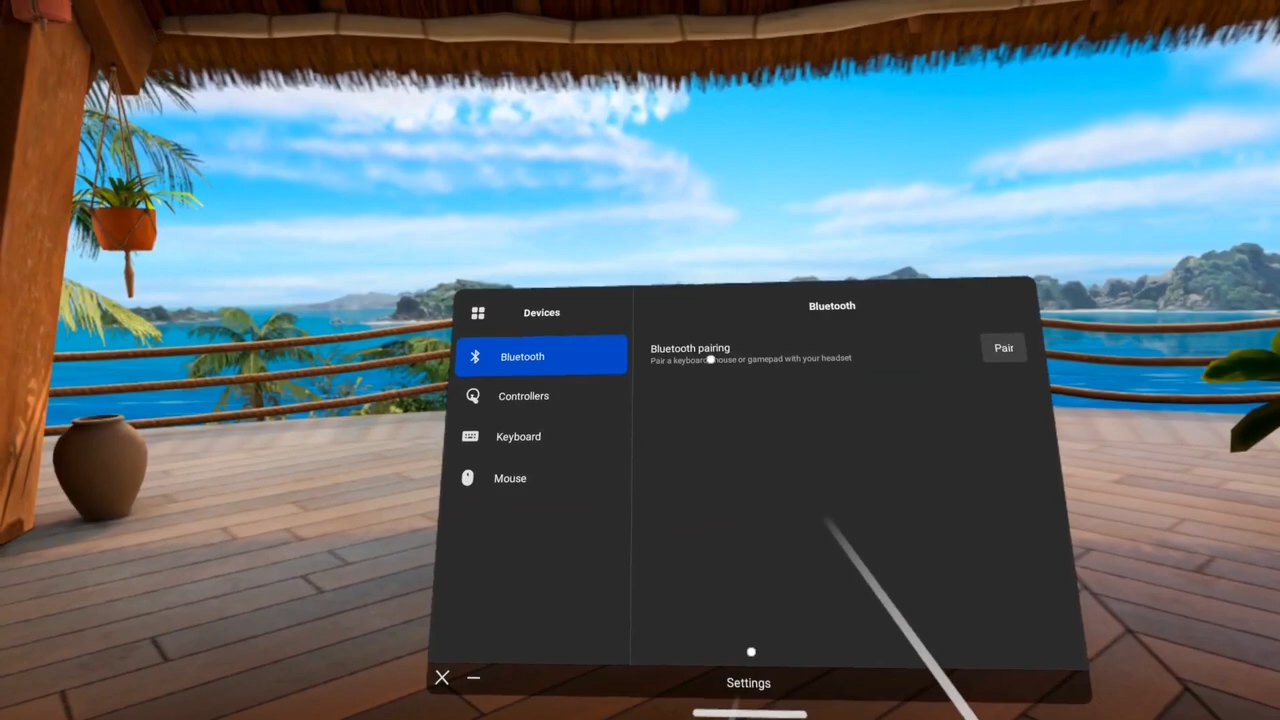 Devices
Bluetooth
Controllers
Keyboard
Mouse
Bluetooth
Bluetooth pairing
Pair a keyboard mouse or gamepad with your headset
Pair
Settings